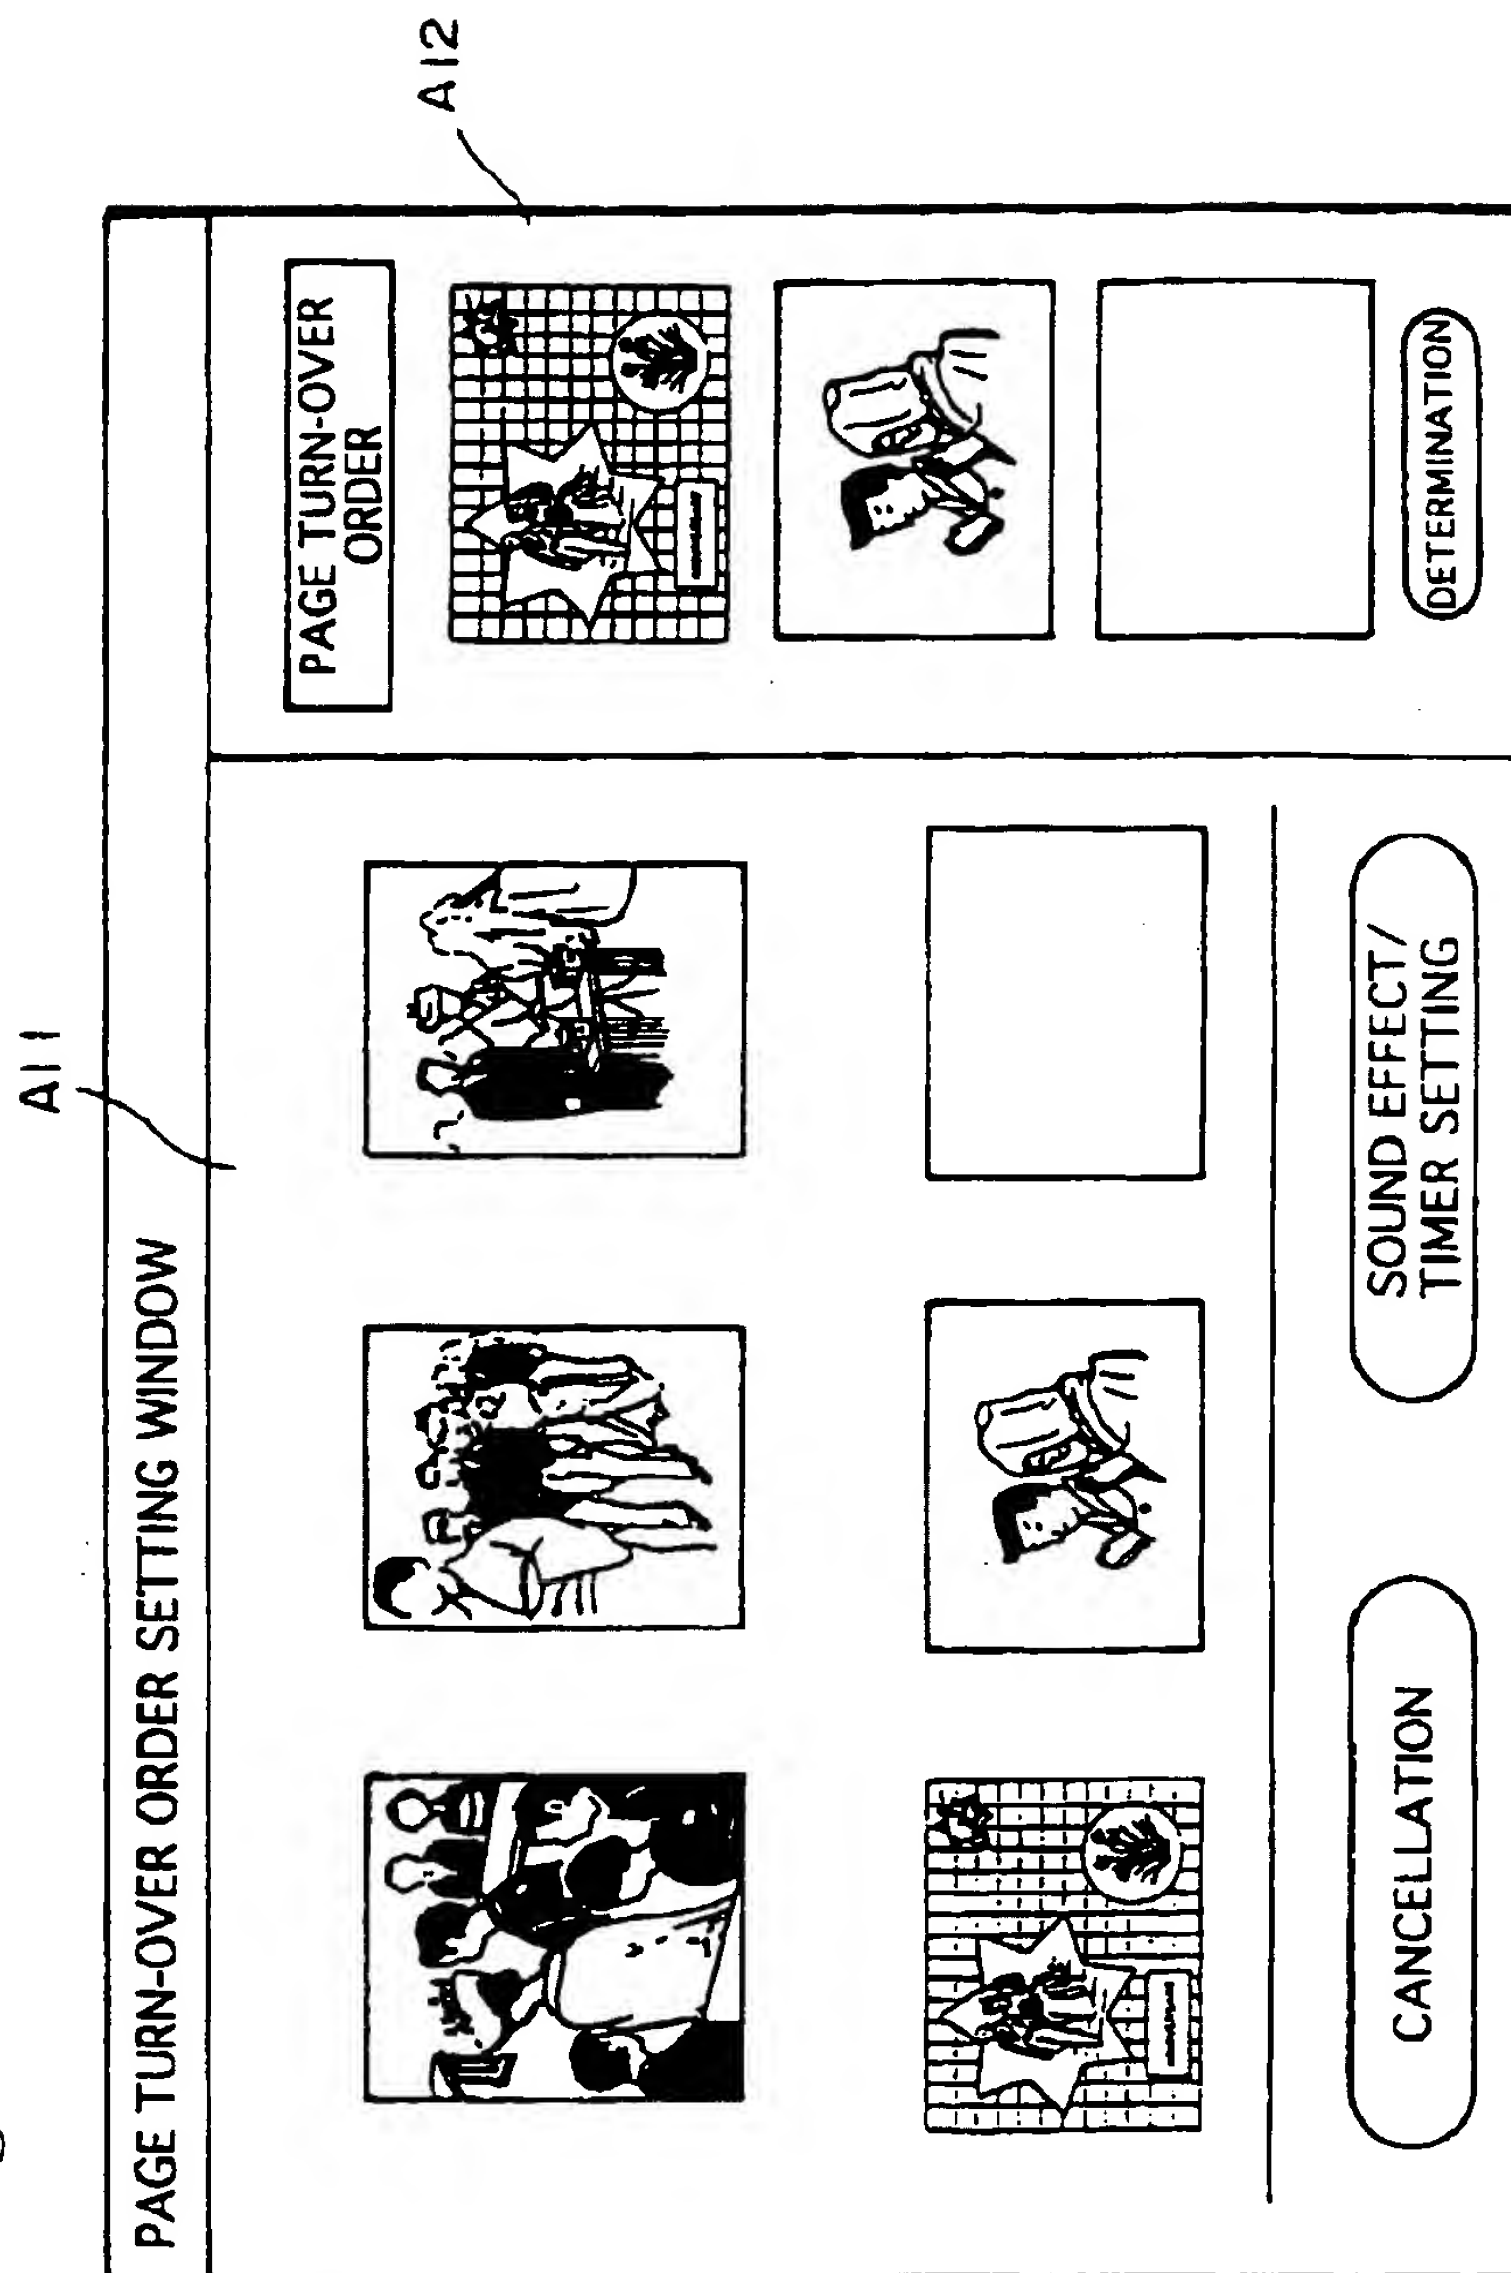 A11
A12
PAGE TURN-OVER ORDER SETTING WINDOW
PAGE TURN-OVER
ORDER
DETERMINATION
CANCELLATION
SOUND EFFECT/
TIMER SETTING